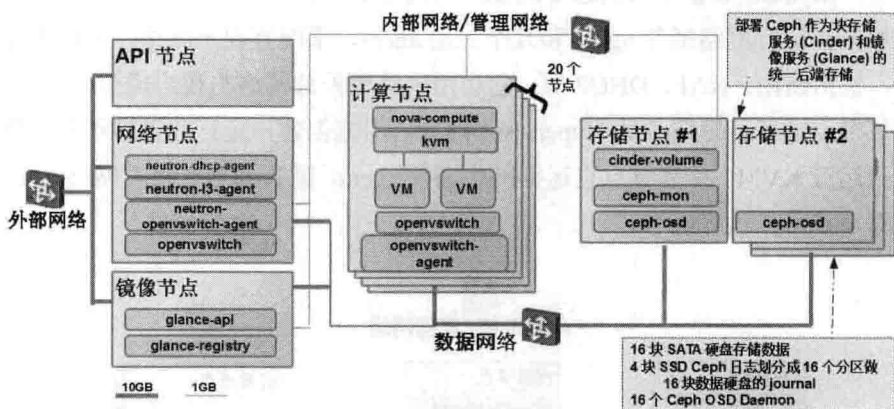 内部网络/管理网络
部署 Ceph 作为块存储
服务 (Cinder) 和镜
像服务 (Glance) 的
统一后端存储
API 节点
20 个
节点
计算节点
nova-compute
kvm
VM
VM
openvswitch
openvswitch-
agent
网络节点
neutron-dhcp-agent
neutron-l3-agent
neutron-
openvswitch-agent
openvswitch
外部网络
存储节点 #1
cinder-volume
ceph-mon
ceph-osd
存储节点 #2
ceph-osd
镜像节点
glance-api
glance-registry
数据网络
16 块 SATA 硬盘存储数据
4 块 SSD Ceph 日志划分成 16 个分区做
16 块数据硬盘的 journal
16 个 Ceph OSD Daemon
10GB
1GB